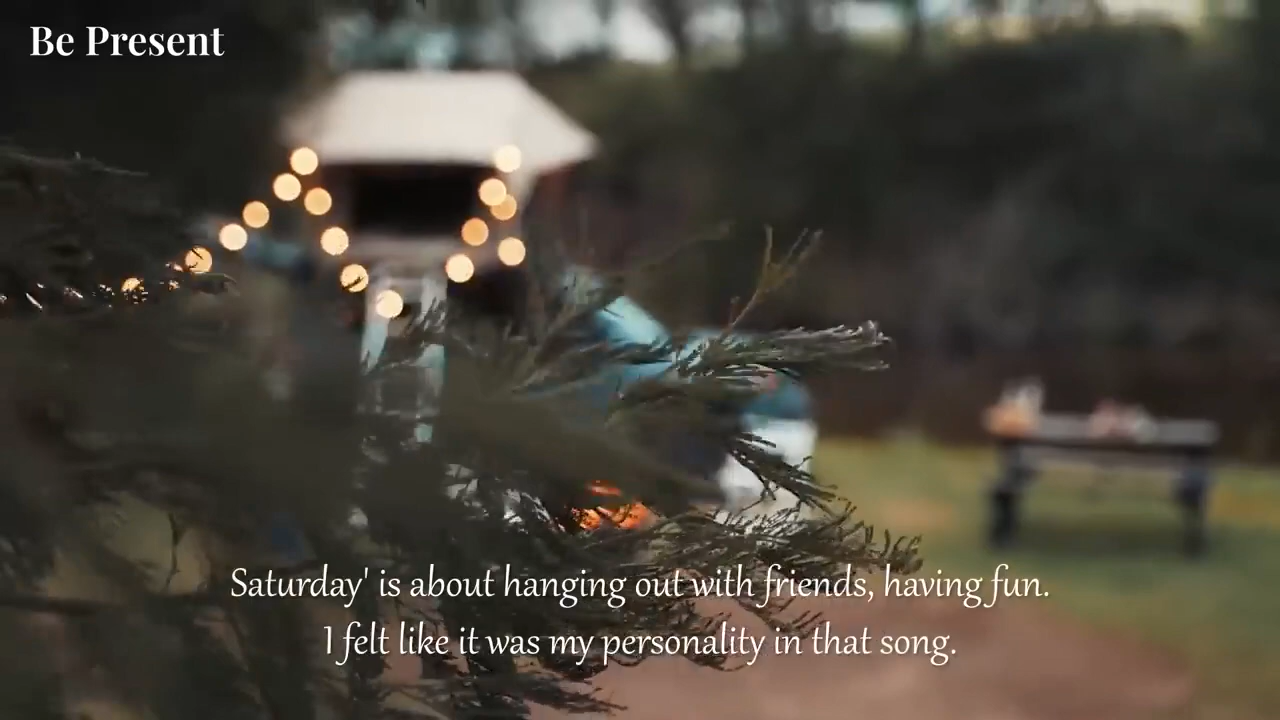 Be Present
Saturday' is about hanging out with friends, having fun.
I felt like it was my personality in that song.